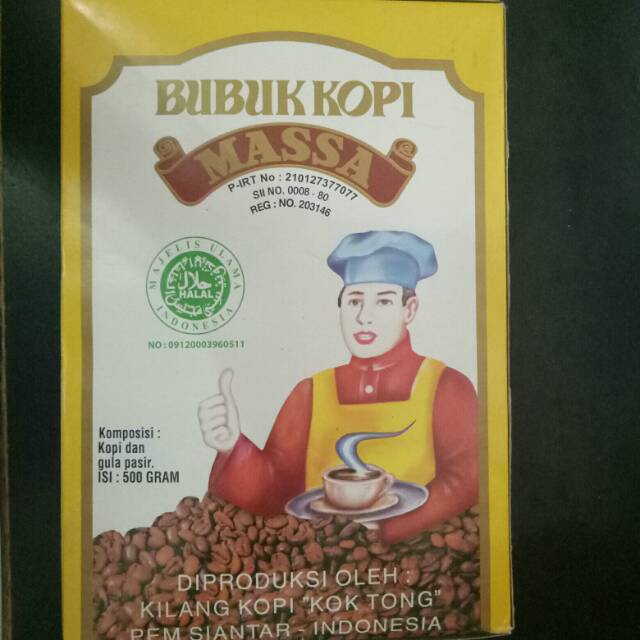 BUBUK KOPI
MASSA
P-IRT No : 210127377077
SII NO. 0008 - 80
REG : NO. 203146
MAJELIS ULAMA
حلال
HALAL
INDONESIA
NO : 09120003960511
Komposisi :
Kopi dan
gula pasir.
ISI : 500 GRAM
DIPRODUKSI OLEH :
KILANG KOPI "KOK TONG"
PEM SIANTAR - INDONESIA